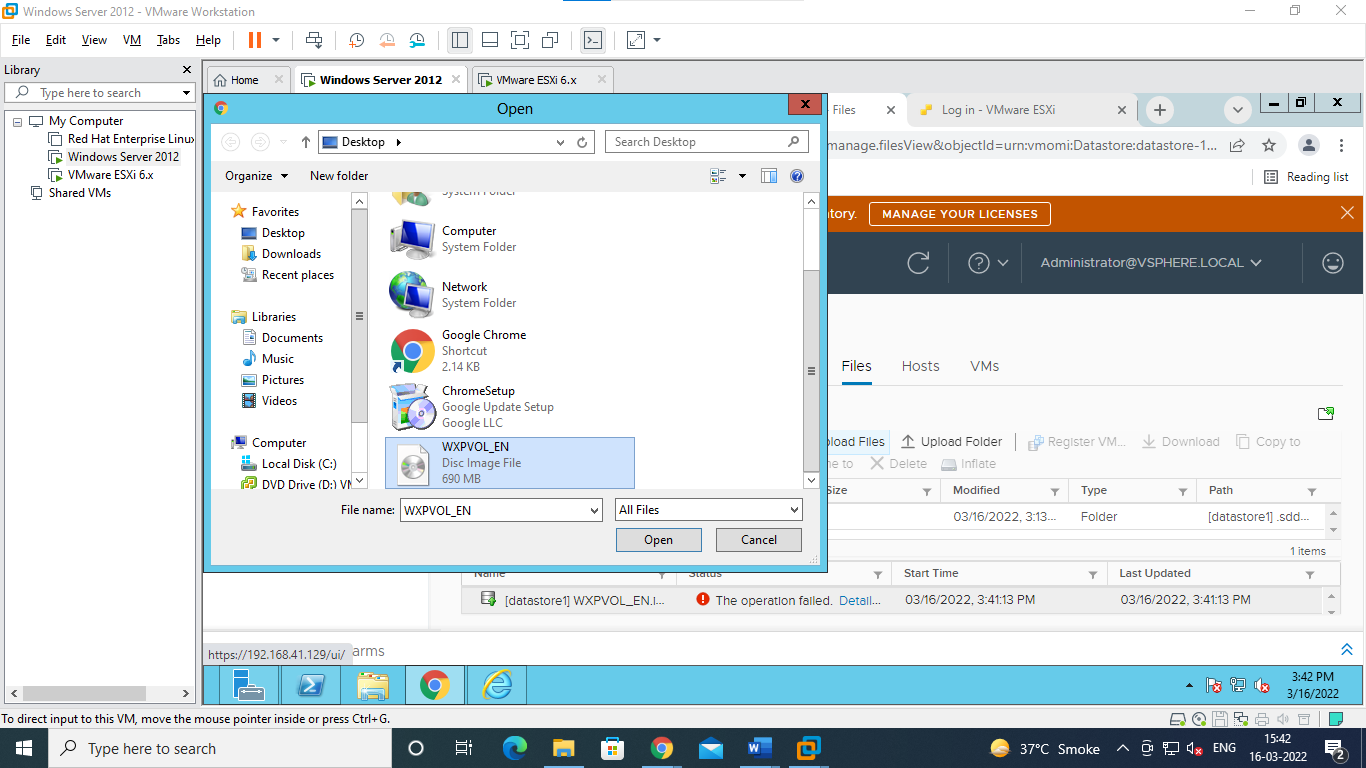 Windows Server 2012 - VMware Workstation
File Edit View VM Tabs Help
Library
Type here to search
My Computer
Red Hat Enterprise Linux
Windows Server 2012
VMware ESXi 6.x
Shared VMs
Home
Windows Server 2012
VMware ESXi 6.x
Open
Desktop
Search Desktop
Organize
New folder
Favorites
Desktop
Downloads
Recent places
Libraries
Documents
Music
Pictures
Videos
Computer
Local Disk (C:)
DVD Drive (D:) VM
System Folder
Computer
System Folder
Network
System Folder
Google Chrome
Shortcut
2.14 KB
ChromeSetup
Google Update Setup
Google LLC
WXPVOL_EN
Disc Image File
690 MB
File name: WXPVOL_EN
All Files
Open Cancel
Files
Log in - VMware ESXi
manage.filesView&objectId=urn:vmomi:Datastore:datastore-1...
Reading list
tory. MANAGE YOUR LICENSES
Administrator@VSPHERE.LOCAL
Files Hosts VMs
pload Files Upload Folder Register VM... Download Copy to
me to Delete Inflate
Size Modified Type Path
03/16/2022, 3:13... Folder [datastore1] .sdd...
1 items
Name Status Start Time Last Updated
[datastore1] WXPVOL_EN.i... The operation failed. Detail... 03/16/2022, 3:41:13 PM 03/16/2022, 3:41:13 PM
https://192.168.41.129/ui/ arms
3:42 PM
3/16/2022
To direct input to this VM, move the mouse pointer inside or press Ctrl+G.
Type here to search
37°C Smoke
ENG
15:42
16-03-2022
2